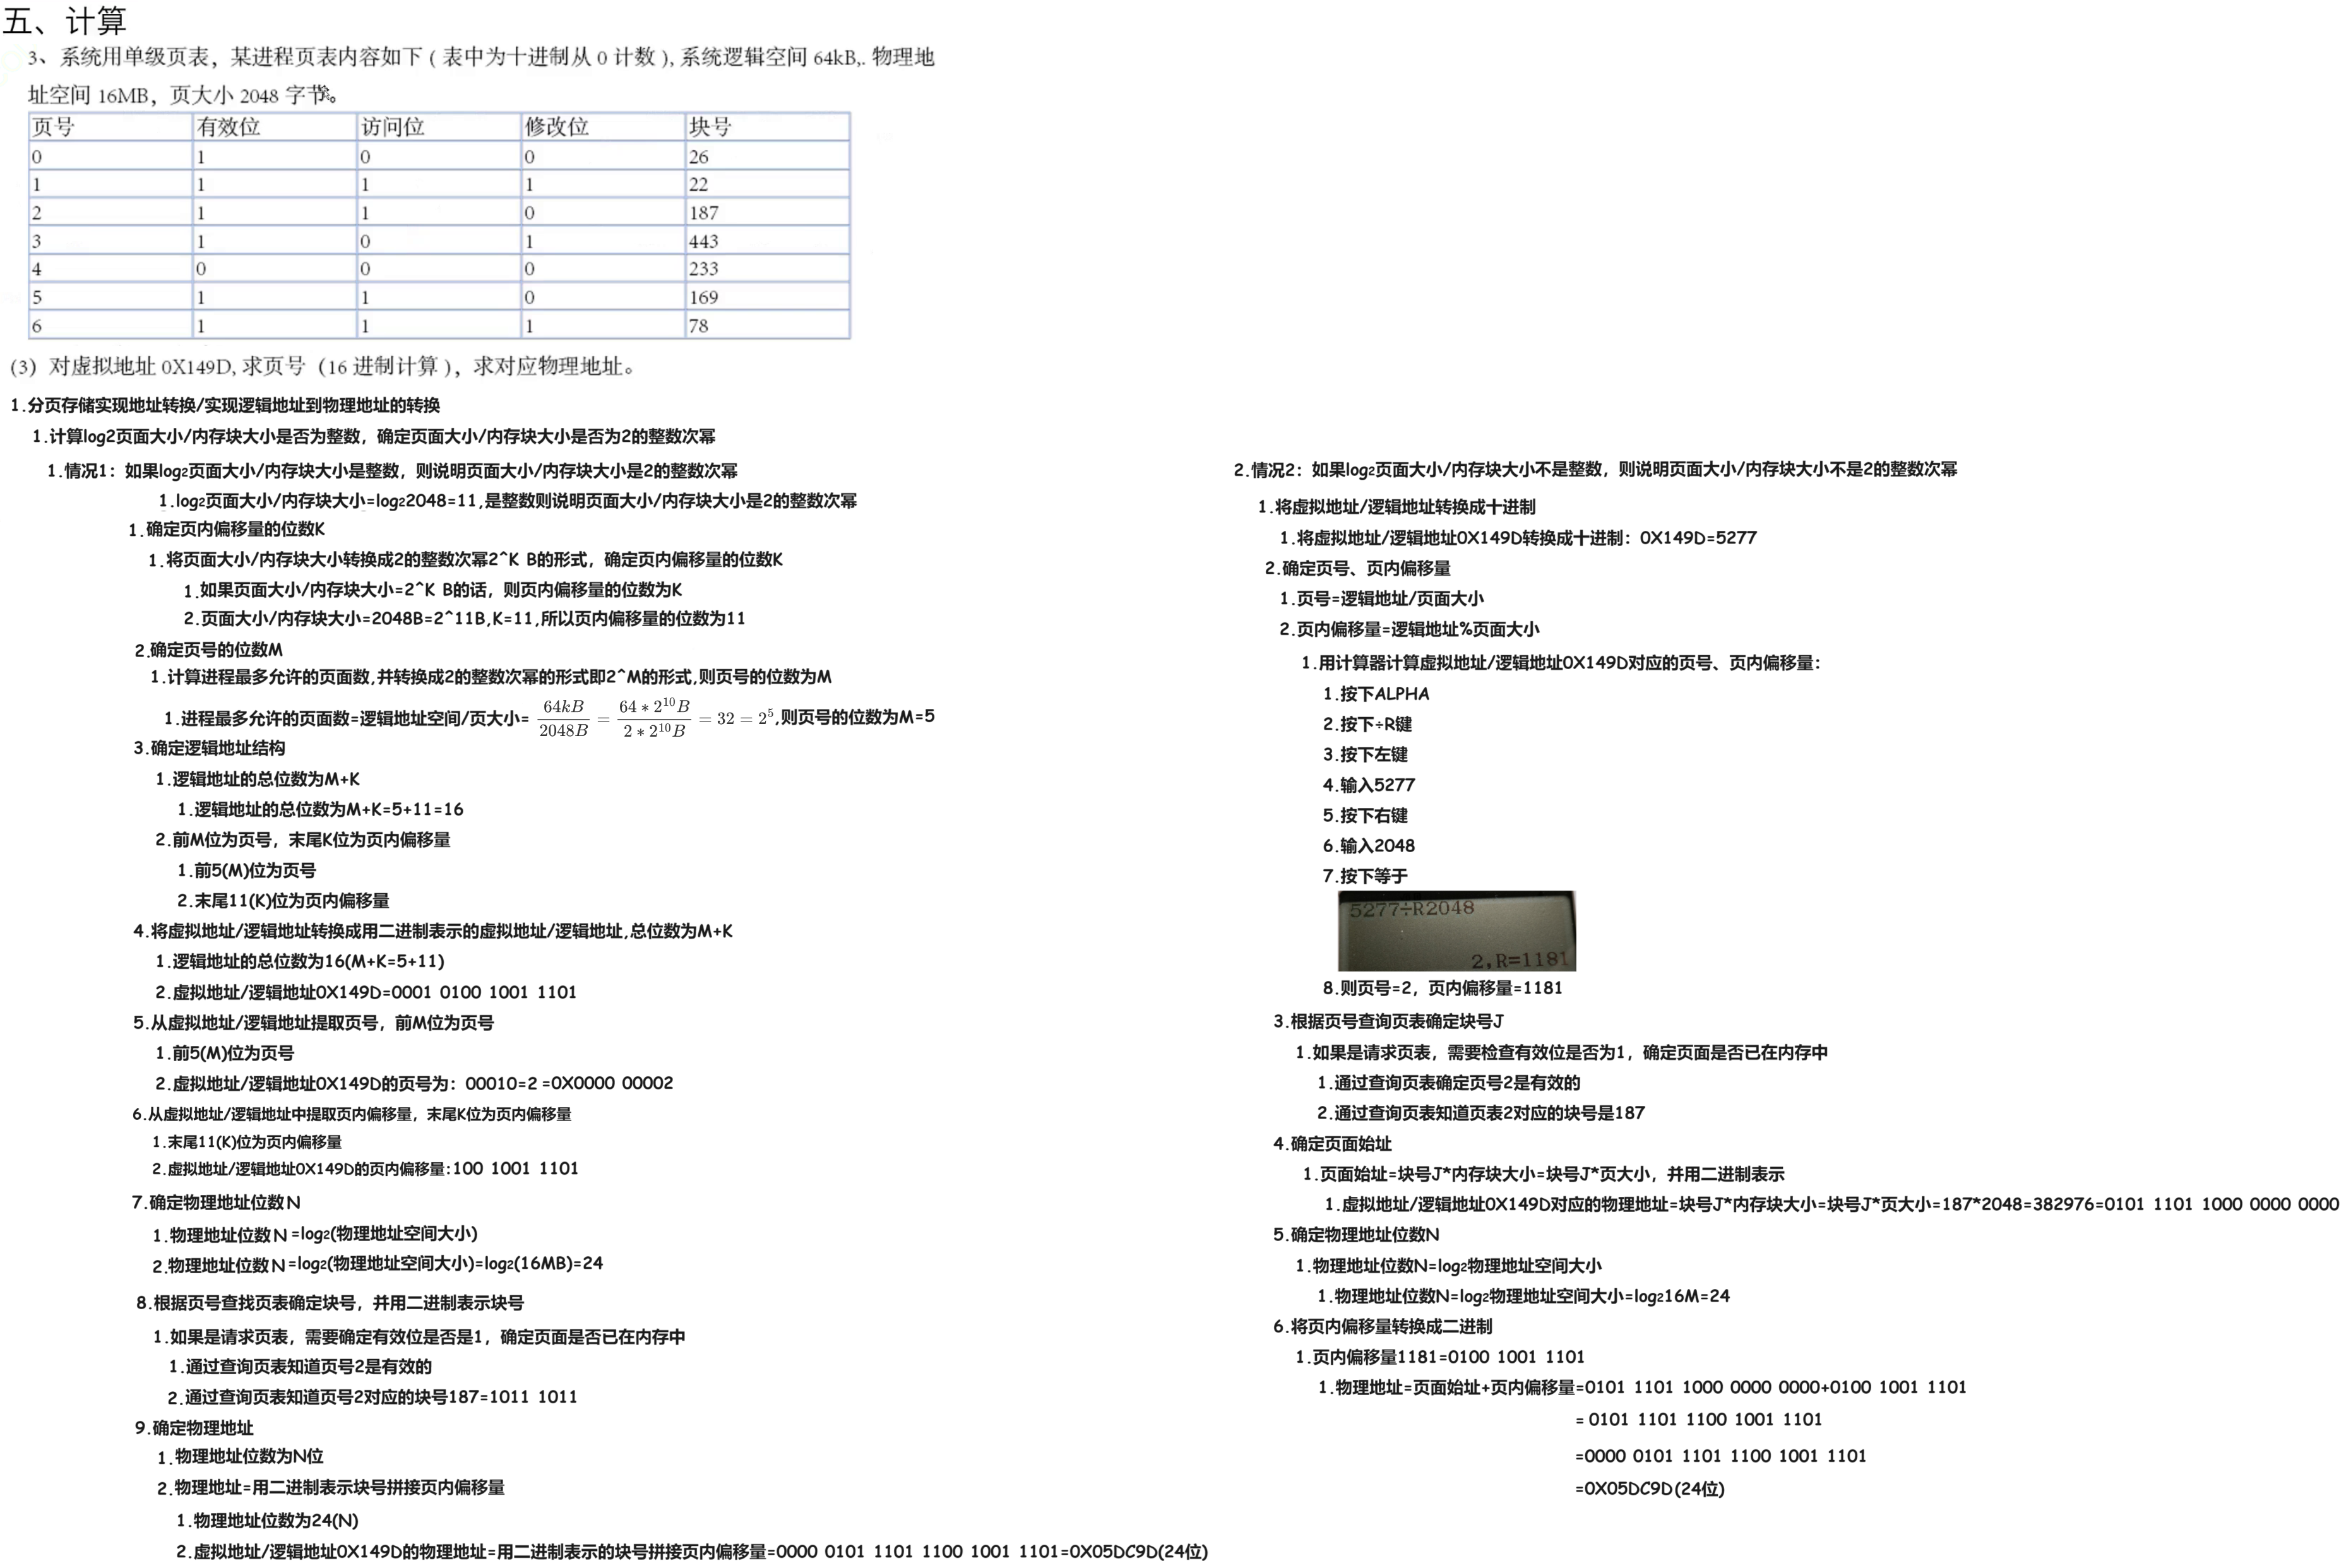 五、计算
3、系统用单级页表，某进程页表内容如下（表中为十进制从 0 计数），系统逻辑空间 64kB,. 物理地
址空间 16MB，页大小 2048 字节。
页号 有效位 访问位 修改位 块号
0 1 0 0 26
1 1 1 1 22
2 1 1 0 187
3 1 0 1 443
4 0 0 0 233
5 1 1 0 169
6 1 1 1 78
(3) 对虚拟地址 0X149D, 求页号（16 进制计算），求对应物理地址。
1.分页存储实现地址转换/实现逻辑地址到物理地址的转换
1.计算log2页面大小/内存块大小是否为整数，确定页面大小/内存块大小是否为2的整数次幂
1.情况1：如果log2页面大小/内存块大小是整数，则说明页面大小/内存块大小是2的整数次幂
1.log2页面大小/内存块大小=log22048=11,是整数则说明页面大小/内存块大小是2的整数次幂
1.确定页内偏移量的位数K
1.将页面大小/内存块大小转换成2的整数次幂2^K B的形式，确定页内偏移量的位数K
1.如果页面大小/内存块大小=2^K B的话，则页内偏移量的位数为K
2.页面大小/内存块大小=2048B=2^11B,K=11,所以页内偏移量的位数为11
2.确定页号的位数M
1.计算进程最多允许的页面数,并转换成2的整数次幂的形式即2^M的形式,则页号的位数为M
1.进程最多允许的页面数=逻辑地址空间/页大小= 64kB/2048B = 64 * 2^10 B/2 * 2^10 B = 32 = 2^5,则页号的位数为M=5
3.确定逻辑地址结构
1.逻辑地址的总位数为M+K
1.逻辑地址的总位数为M+K=5+11=16
2.前M位为页号，末尾K位为页内偏移量
1.前5(M)位为页号
2.末尾11(K)位为页内偏移量
4.将虚拟地址/逻辑地址转换成用二进制表示的虚拟地址/逻辑地址,总位数为M+K
1.逻辑地址的总位数为16(M+K=5+11)
2.虚拟地址/逻辑地址0X149D=0001 0100 1001 1101
5.从虚拟地址/逻辑地址提取页号，前M位为页号
1.前5(M)位为页号
2.虚拟地址/逻辑地址0X149D的页号为：00010=2 =0X0000 00002
6.从虚拟地址/逻辑地址中提取页内偏移量，末尾K位为页内偏移量
1.末尾11(K)位为页内偏移量
2.虚拟地址/逻辑地址0X149D的页内偏移量:100 1001 1101
7.确定物理地址位数N
1.物理地址位数N=log2(物理地址空间大小)
2.物理地址位数N=log2(物理地址空间大小)=log2(16MB)=24
8.根据页号查找页表确定块号，并用二进制表示块号
1.如果是请求页表，需要确定有效位是否是1，确定页面是否已在内存中
1.通过查询页表知道页号2是有效的
2.通过查询页表知道页号2对应的块号187=1011 1011
9.确定物理地址
1.物理地址位数为N位
2.物理地址=用二进制表示块号拼接页内偏移量
1.物理地址位数为24(N)
2.虚拟地址/逻辑地址0X149D的物理地址=用二进制表示的块号拼接页内偏移量=0000 0101 1101 1100 1001 1101=0X05DC9D(24位)
2.情况2：如果log2页面大小/内存块大小不是整数，则说明页面大小/内存块大小不是2的整数次幂
1.将虚拟地址/逻辑地址转换成十进制
1.将虚拟地址/逻辑地址0X149D转换成十进制：0X149D=5277
2.确定页号、页内偏移量
1.页号=逻辑地址/页面大小
2.页内偏移量=逻辑地址%页面大小
1.用计算器计算虚拟地址/逻辑地址0X149D对应的页号、页内偏移量：
1.按下ALPHA
2.按下÷R键
3.按下左键
4.输入5277
5.按下右键
6.输入2048
7.按下等于
5277÷R2048
2,R=1181
8.则页号=2，页内偏移量=1181
3.根据页号查询页表确定块号J
1.如果是请求页表，需要检查有效位是否为1，确定页面是否已在内存中
1.通过查询页表确定页号2是有效的
2.通过查询页表知道页表2对应的块号是187
4.确定页面始址
1.页面始址=块号J*内存块大小=块号J*页大小，并用二进制表示
1.虚拟地址/逻辑地址0X149D对应的物理地址=块号J*内存块大小=块号J*页大小=187*2048=382976=0101 1101 1000 0000 0000
5.确定物理地址位数N
1.物理地址位数N=log2物理地址空间大小
1.物理地址位数N=log2物理地址空间大小=log216M=24
6.将页内偏移量转换成二进制
1.页内偏移量1181=0100 1001 1101
1.物理地址=页面始址+页内偏移量=0101 1101 1000 0000 0000+0100 1001 1101
= 0101 1101 1100 1001 1101
=0000 0101 1101 1100 1001 1101
=0X05DC9D(24位)